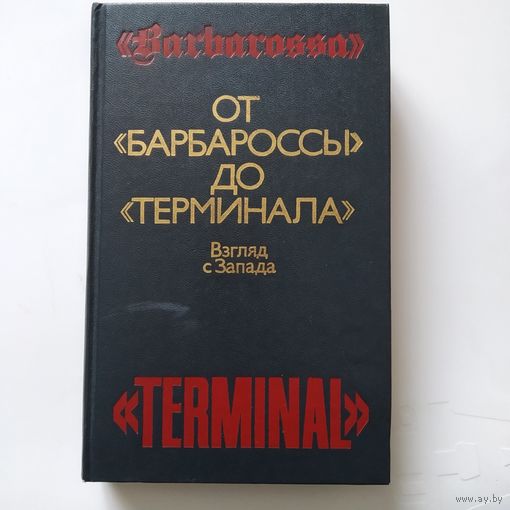 «Barbarossa»
ОТ
«БАРБАРОССЫ»
ДО
«ТЕРМИНАЛА»
Взгляд
с Запада
«TERMINAL»
www.ay.by